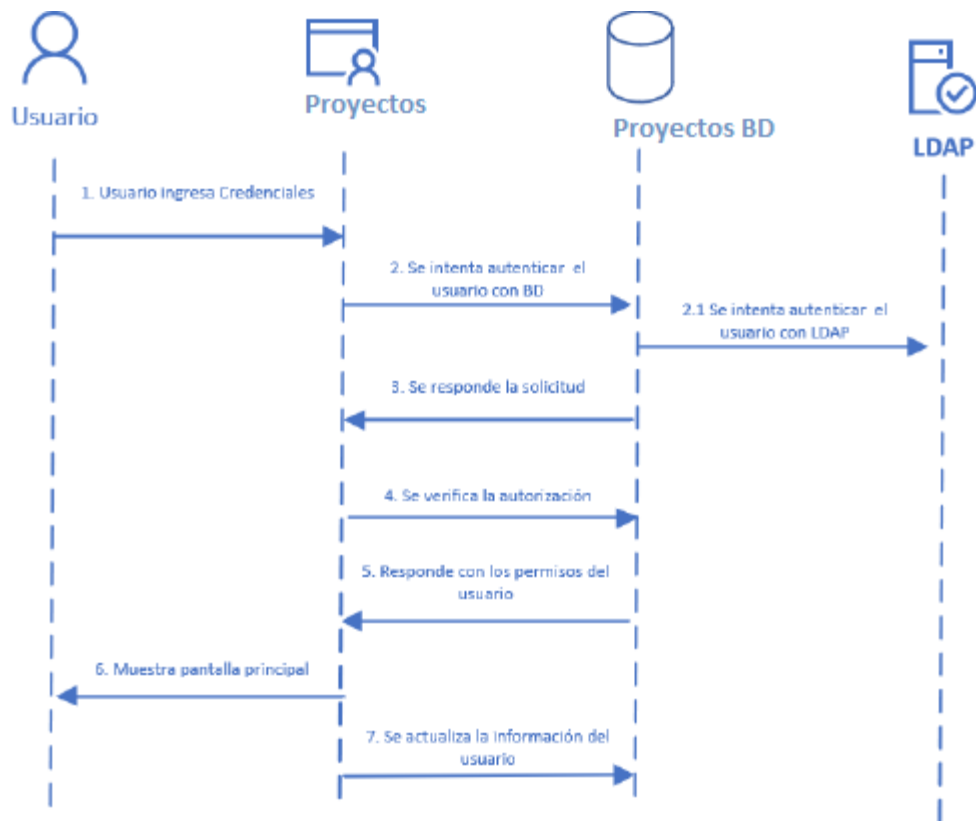 Usuario
Proyectos
Proyectos BD
LDAP
1. Usuario ingresa Credenciales
2. Se intenta autenticar el
usuario con BD
2.1 Se intenta autenticar el
usuario con LDAP
3. Se responde la solicitud
4. Se verifica la autorización
5. Responde con los permisos del
usuario
6. Muestra pantalla principal
7. Se actualiza la información del
usuario